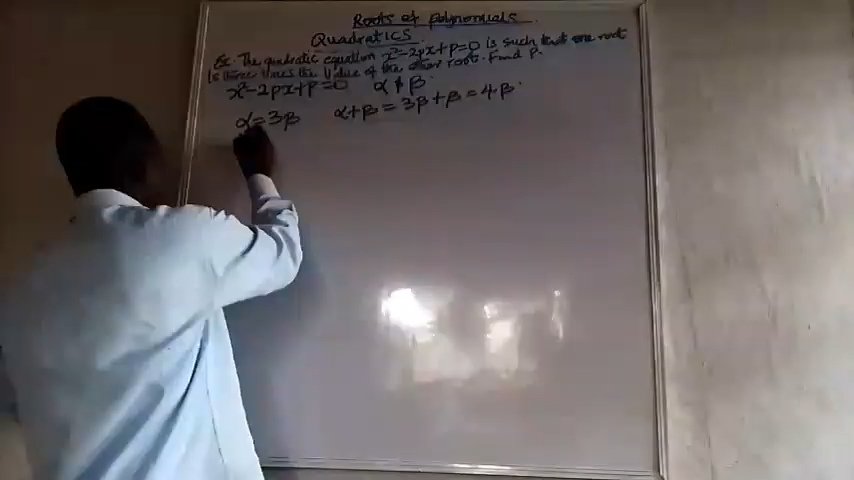 Roots of polynomials.
Quadratics.
Ex: The quadratic equation x²-2px+p=0 is such that one root
is three times the value of the other root. Find P.
x²-2px+p=0 α & β.
α=3β α+β = 3β+β = 4β.